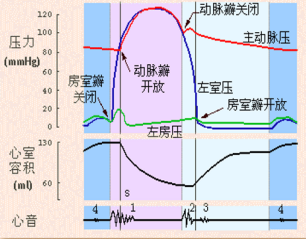 动脉瓣关闭
压力
(mmHg)
120
100
80
60
40
20
0
主动脉压
房室瓣
关闭
动脉瓣
开放
左室压
房室瓣开放
左房压
心室
容积
(ml)
130
60
s
心音
4 1 2 3 4